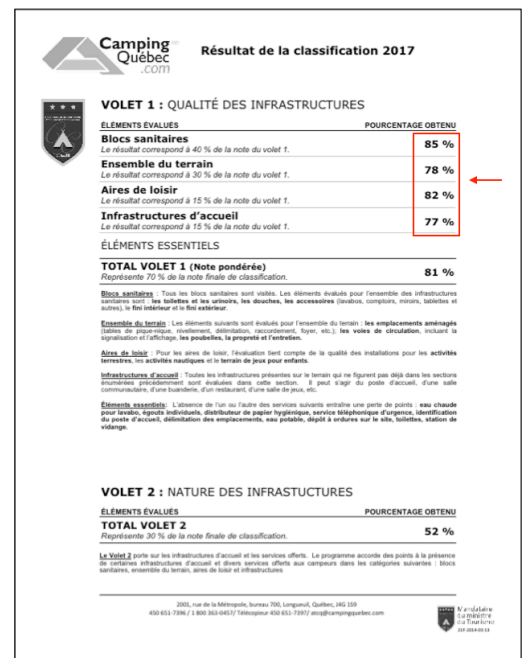 Camping
Québec
.com
Résultat de la classification 2017
VOLET 1 : QUALITÉ DES INFRASTRUCTURES
ÉLÉMENTS ÉVALUÉS POURCENTAGE OBTENU
Blocs sanitaires
Le résultat correspond à 40 % de la note du volet 1.
85 %
Ensemble du terrain
Le résultat correspond à 30 % de la note du volet 1.
78 %
Aires de loisir
Le résultat correspond à 15 % de la note du volet 1.
82 %
Infrastructures d'accueil
Le résultat correspond à 15 % de la note du volet 1.
77 %
ÉLÉMENTS ESSENTIELS
TOTAL VOLET 1 (Note pondérée)
Représente 70 % de la note finale de classification.
81 %
Blocs sanitaires : Tous les blocs sanitaires sont visités. Les éléments évalués pour l'ensemble des infrastructures
sanitaires sont : les toilettes et les urinoirs, les douches, les accessoires (lavabos, comptoirs, miroirs, tablettes et
autres), le fini intérieur et le fini extérieur.
Ensemble du terrain : Les éléments suivants sont évalués pour l'ensemble du terrain : les emplacements aménagés
(tables de pique-nique, nivellement, délimitation, raccordement, foyer, etc.); les voies de circulation, incluant la
signalisation et l'affichage, les poubelles, la propreté et l'entretien.
Aires de loisir : Pour les aires de loisir, l'évaluation tient compte de la qualité des installations pour les activités
terrestres, les activités nautiques et le terrain de jeux pour enfants.
Infrastructures d'accueil : Toutes les infrastructures présentes sur le terrain qui ne figurent pas déjà dans les sections
énumérées précédemment sont évaluées dans cette section. Il peut s'agir du poste d'accueil, d'une salle
communautaire, d'une buanderie, d'un restaurant, d'une salle de jeux, etc.
Éléments essentiels: L'absence de l'un ou l'autre des services suivants entraîne une perte de points : eau chaude
pour lavabo, égouts individuels, distributeur de papier hygiénique, service téléphonique d'urgence, identification
du poste d'accueil, délimitation des emplacements, eau potable, dépôt à ordures sur le site, toilettes, station de
vidange.
VOLET 2 : NATURE DES INFRASTUCTURES
ÉLÉMENTS ÉVALUÉS POURCENTAGE OBTENU
TOTAL VOLET 2
Représente 30 % de la note finale de classification.
52 %
Le Volet 2 porte sur les infrastructures d'accueil et les services offerts. Le programme accorde des points à la présence
de certaines infrastructures d'accueil et divers services offerts aux campeurs dans les catégories suivantes : blocs
sanitaires, ensemble du terrain, aires de loisir et infrastructures
2001, rue de la Métropole, bureau 700, Longueuil, Québec, J4G 1S9
450 651-7396 / 1 800 363-0457/ Télécopieur 450 651-7397/ atcq@campingquebec.com
Mandataire
du ministre
du Tourisme